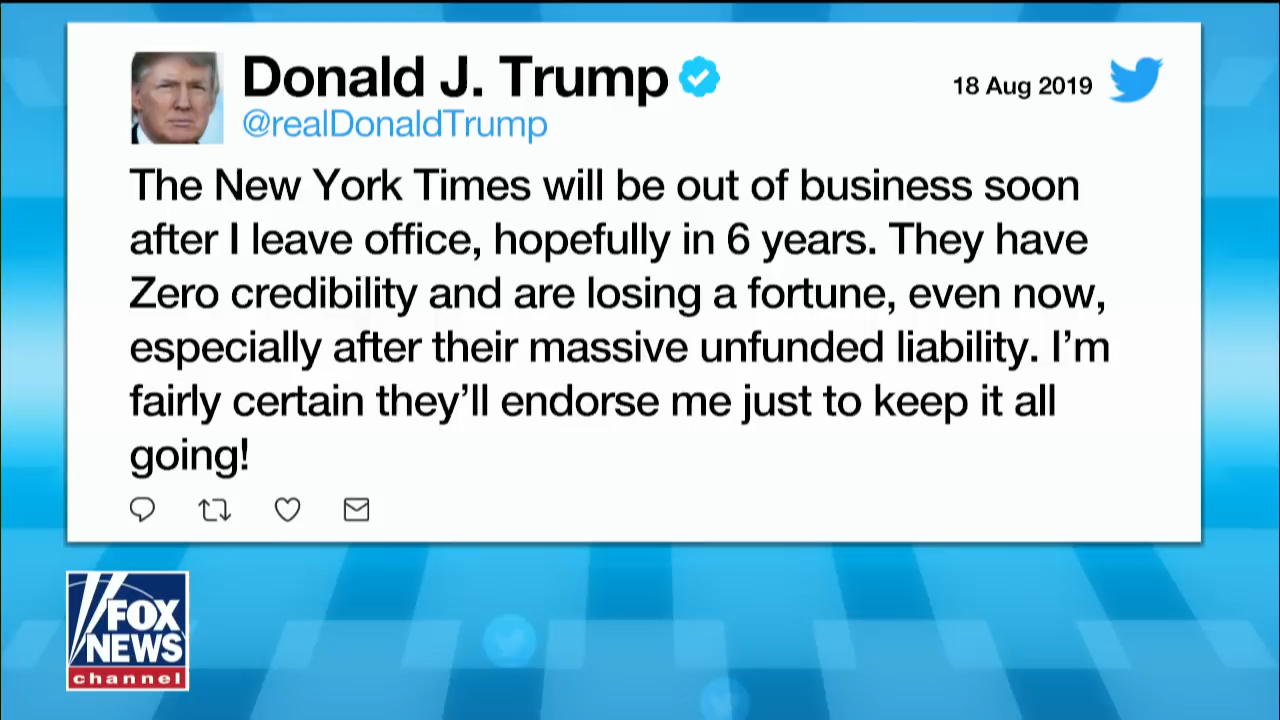 Donald J. Trump
18 Aug 2019
@realDonaldTrump
The New York Times will be out of business soon
after I leave office, hopefully in 6 years. They have
Zero credibility and are losing a fortune, even now,
especially after their massive unfunded liability. I’m
fairly certain they’ll endorse me just to keep it all
going!
FOX
NEWS
channel